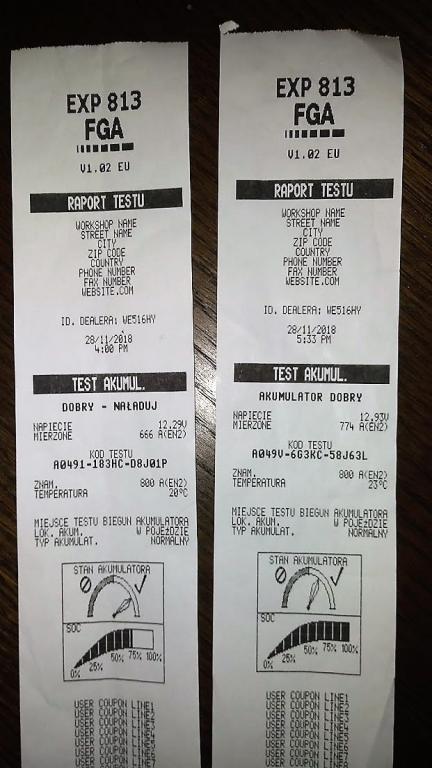 EXP 813
FGA
V1.02 EU
RAPORT TESTU
WORKSHOP NAME
STREET NAME
CITY
ZIP CODE
COUNTRY
PHONE NUMBER
FAX NUMBER
WEBSITE.COM
ID. DEALERA: WE516HY
28/11/2018
4:00 PM
TEST AKUMUL.
DOBRY - NAŁADUJ
NAPIECIE 12.29V
MIERZONE 666 A(EN2)
KOD TESTU
A0491-183HC-D8J01P
ZNAM. 800 A(EN2)
TEMPERATURA 20°C
MIEJSCE TESTU BIEGUN AKUMULATORA
LOK. AKUM. W POJEŹDZIE
TYP AKUMULAT. NORMALNY
STAN AKUMULATORA
SOC
0% 25% 50% 75% 100%
USER COUPON LINE1
USER COUPON LINE2
USER COUPON LINE3
USER COUPON LINE4
USER COUPON LINE5
USER COUPON LINE6
EXP 813
FGA
V1.02 EU
RAPORT TESTU
WORKSHOP NAME
STREET NAME
CITY
ZIP CODE
COUNTRY
PHONE NUMBER
FAX NUMBER
WEBSITE.COM
ID. DEALERA: WE516HY
28/11/2018
5:33 PM
TEST AKUMUL.
AKUMULATOR DOBRY
NAPIECIE 12.93V
MIERZONE 774 A(EN2)
KOD TESTU
A049V-663KC-58J63L
ZNAM. 800 A(EN2)
TEMPERATURA 23°C
MIEJSCE TESTU BIEGUN AKUMULATORA
LOK. AKUM. W POJEŹDZIE
TYP AKUMULAT. NORMALNY
STAN AKUMULATORA
SOC
0% 25% 50% 75% 100%
USER COUPON LINE1
USER COUPON LINE2
USER COUPON LINE3
USER COUPON LINE4
USER COUPON LINE5
USER COUPON LINE6